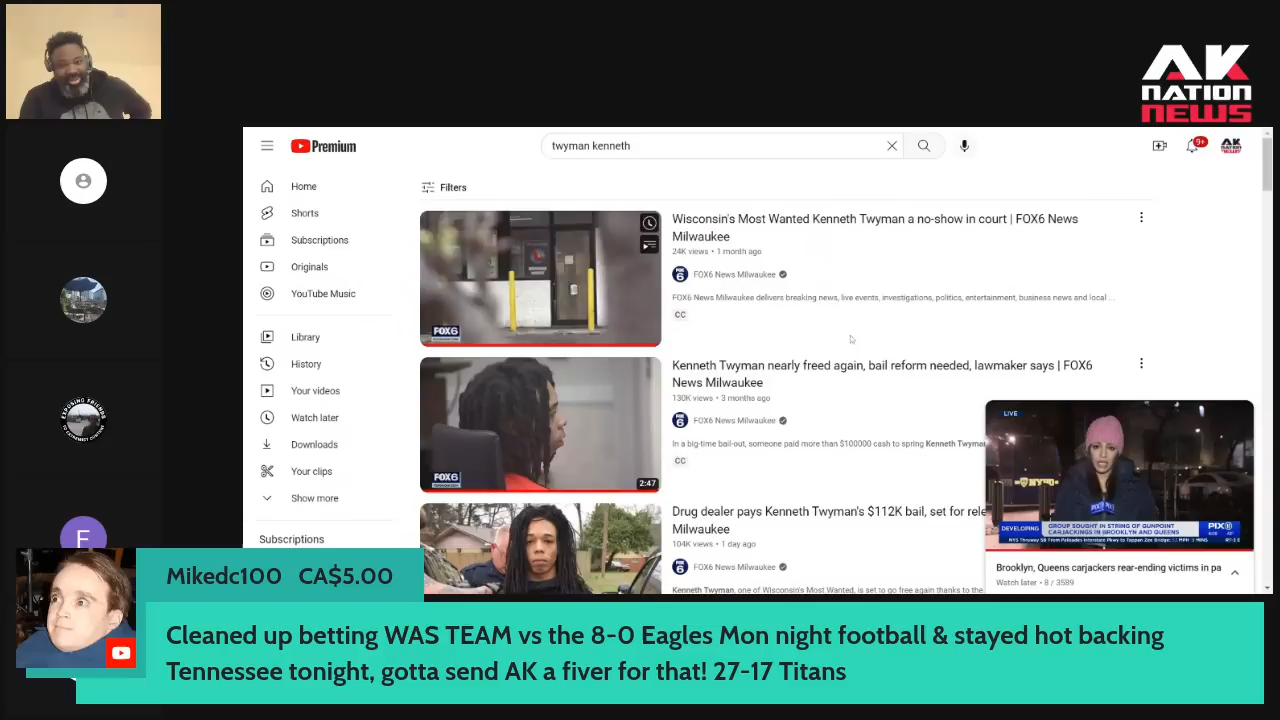 AK
NATION
NEWS
Premium
twyman kenneth
9+
Home
Shorts
Subscriptions
Originals
YouTube Music
Library
History
Your videos
Watch later
Downloads
Your clips
Show more
Subscriptions
Filters
FOX6
Wisconsin's Most Wanted Kenneth Twyman a no-show in court | FOX6 News
Milwaukee
24K views • 1 month ago
FOX6 News Milwaukee
FOX6 News Milwaukee delivers breaking news, live events, investigations, politics, entertainment, business news and local ...
CC
FOX6
2:47
Kenneth Twyman nearly freed again, bail reform needed, lawmaker says | FOX6
News Milwaukee
130K views • 3 months ago
FOX6 News Milwaukee
In a big-time bail-out, someone paid more than $100000 cash to spring Kenneth Twyman
CC
Drug dealer pays Kenneth Twyman's $112K bail, set for rele
Milwaukee
104K views • 1 day ago
FOX6 News Milwaukee
Kenneth Twyman, one of Wisconsin's Most Wanted, is set to go free again thanks to the
LIVE
NYPD
DEVELOPING
GROUP SOUGHT IN STRING OF GUNPOINT
CARJACKINGS IN BROOKLYN AND QUEENS
PIX11
Brooklyn, Queens carjackers rear-ending victims in pa
Watch later • 8 / 3589
EXPOSING FRIENDS
E
Mikedc100 CA$5.00
Cleaned up betting WAS TEAM vs the 8-0 Eagles Mon night football & stayed hot backing
Tennessee tonight, gotta send AK a fiver for that! 27-17 Titans